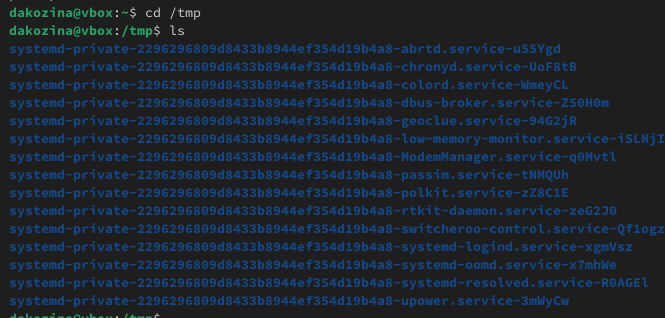 dakozina@vbox:~$ cd /tmp
dakozina@vbox:/tmp$ ls
systemd-private-2296296809d8433b8944ef354d19b4a8-abrtd.service-u55Ygd
systemd-private-2296296809d8433b8944ef354d19b4a8-chronyd.service-UoF8tB
systemd-private-2296296809d8433b8944ef354d19b4a8-colord.service-WmeyCL
systemd-private-2296296809d8433b8944ef354d19b4a8-dbus-broker.service-Z50H0m
systemd-private-2296296809d8433b8944ef354d19b4a8-geoclue.service-94G2jR
systemd-private-2296296809d8433b8944ef354d19b4a8-low-memory-monitor.service-iSLNjI
systemd-private-2296296809d8433b8944ef354d19b4a8-ModemManager.service-q0Mvtl
systemd-private-2296296809d8433b8944ef354d19b4a8-passim.service-tNMQUh
systemd-private-2296296809d8433b8944ef354d19b4a8-polkit.service-zZ8C1E
systemd-private-2296296809d8433b8944ef354d19b4a8-rtkit-daemon.service-zeG2J0
systemd-private-2296296809d8433b8944ef354d19b4a8-switcheroo-control.service-Qf1ogz
systemd-private-2296296809d8433b8944ef354d19b4a8-systemd-logind.service-xgmVsz
systemd-private-2296296809d8433b8944ef354d19b4a8-systemd-oomd.service-x7mhWe
systemd-private-2296296809d8433b8944ef354d19b4a8-systemd-resolved.service-R0AGEl
systemd-private-2296296809d8433b8944ef354d19b4a8-upower.service-3mWyCw
dakozina@vbox:/tmp$